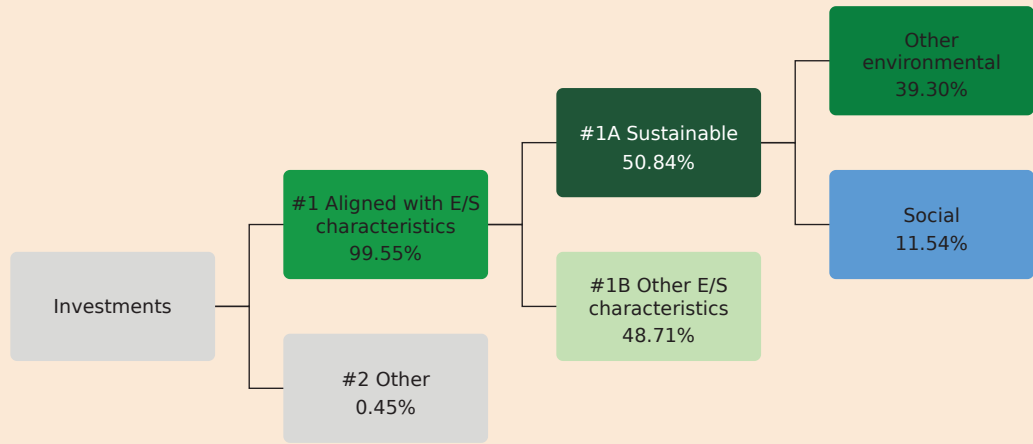 Investments
#1 Aligned with E/S
characteristics
99.55%
#2 Other
0.45%
#1A Sustainable
50.84%
#1B Other E/S
characteristics
48.71%
Other
environmental
39.30%
Social
11.54%